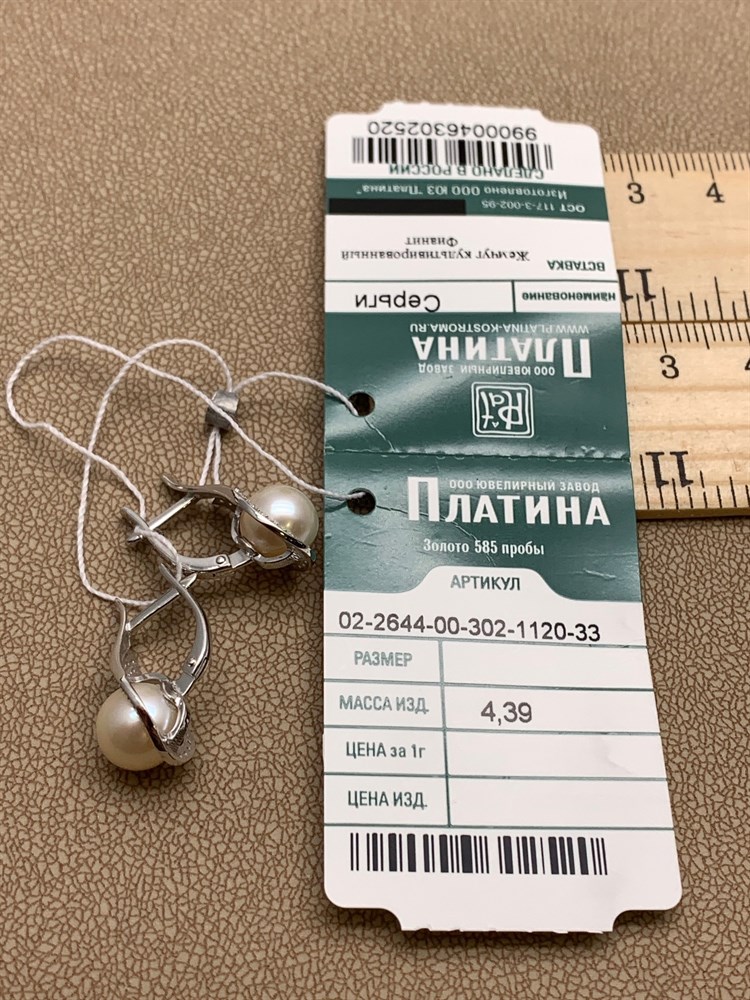 9900046302520
СДЕЛАНО В РОССИИ
Изготовлено ООО ЮЗ "Платина"
ОСТ 117-3-002-95
ВСТАВКА Жемчуг культивированный
Фианит
наименование Серьги
WWW.PLATINA-KOSTROMA.RU
ПЛАТИНА
ООО ЮВЕЛИРНЫЙ ЗАВОД
Plat
ООО ЮВЕЛИРНЫЙ ЗАВОД
ПЛАТИНА
Золото 585 пробы
АРТИКУЛ
02-2644-00-302-1120-33
РАЗМЕР
МАССА ИЗД. 4,39
ЦЕНА за 1г
ЦЕНА ИЗД.
3 4
11
3 4
11